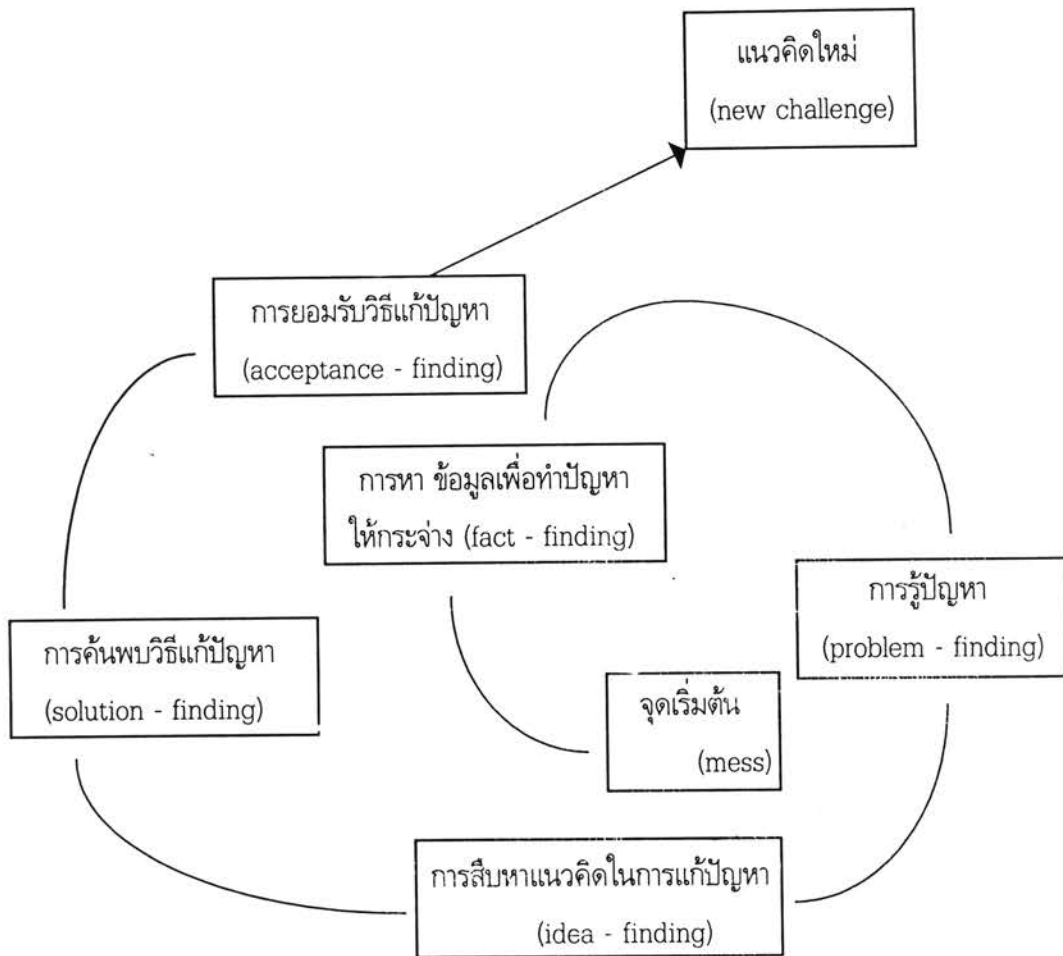 แนวคิดใหม่
(new challenge)
การยอมรับวิธีแก้ปัญหา
(acceptance - finding)
การหา ข้อมูลเพื่อทำปัญหา
ให้กระจ่าง (fact - finding)
การรู้ปัญหา
(problem - finding)
การค้นพบวิธีแก้ปัญหา
(solution - finding)
จุดเริ่มต้น
(mess)
การสืบหาแนวคิดในการแก้ปัญหา
(idea - finding)